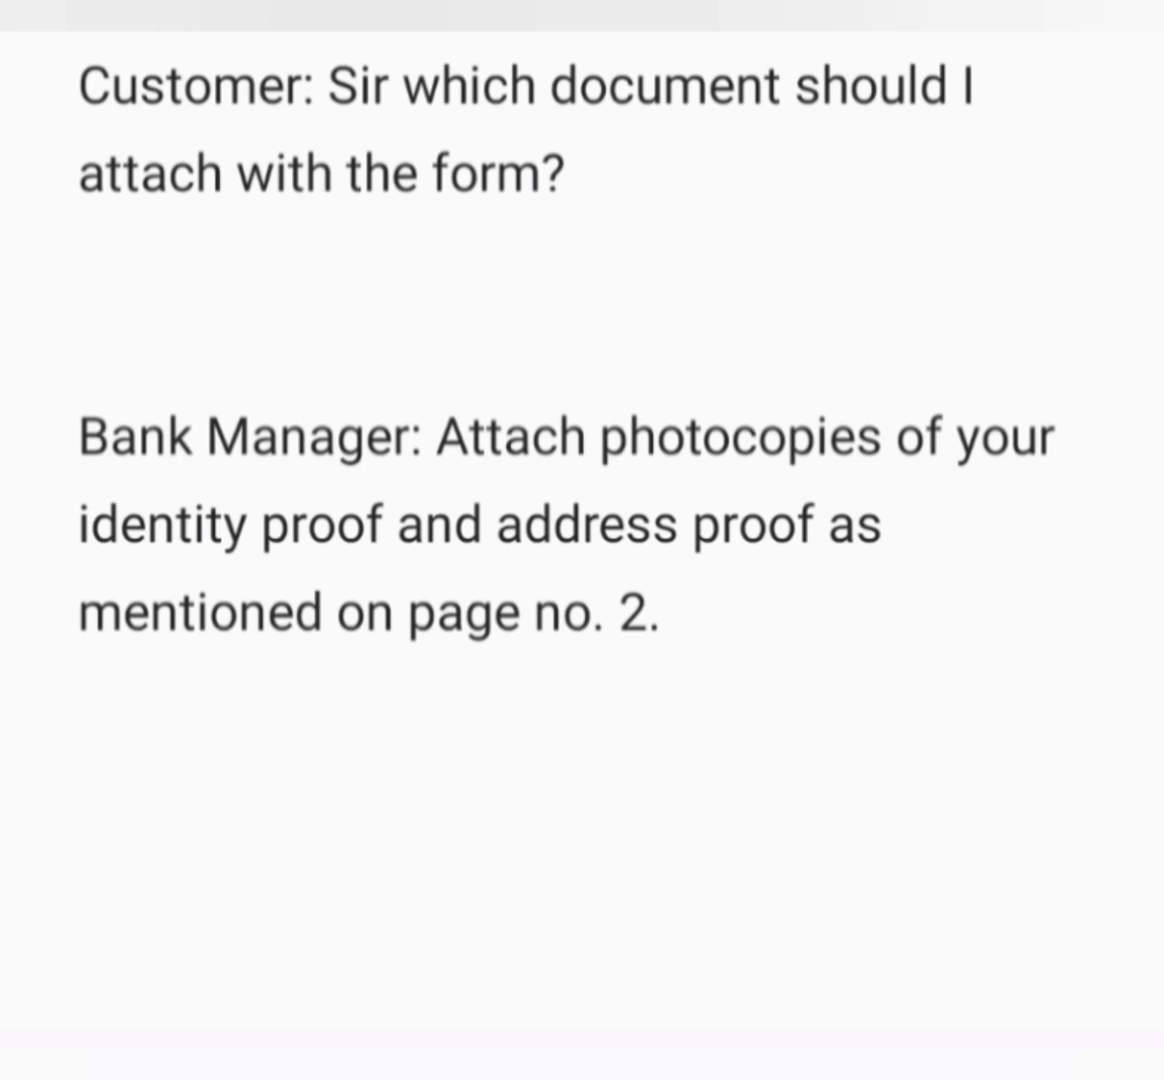 Customer: Sir which document should I
attach with the form?
Bank Manager: Attach photocopies of your
identity proof and address proof as
mentioned on page no. 2.